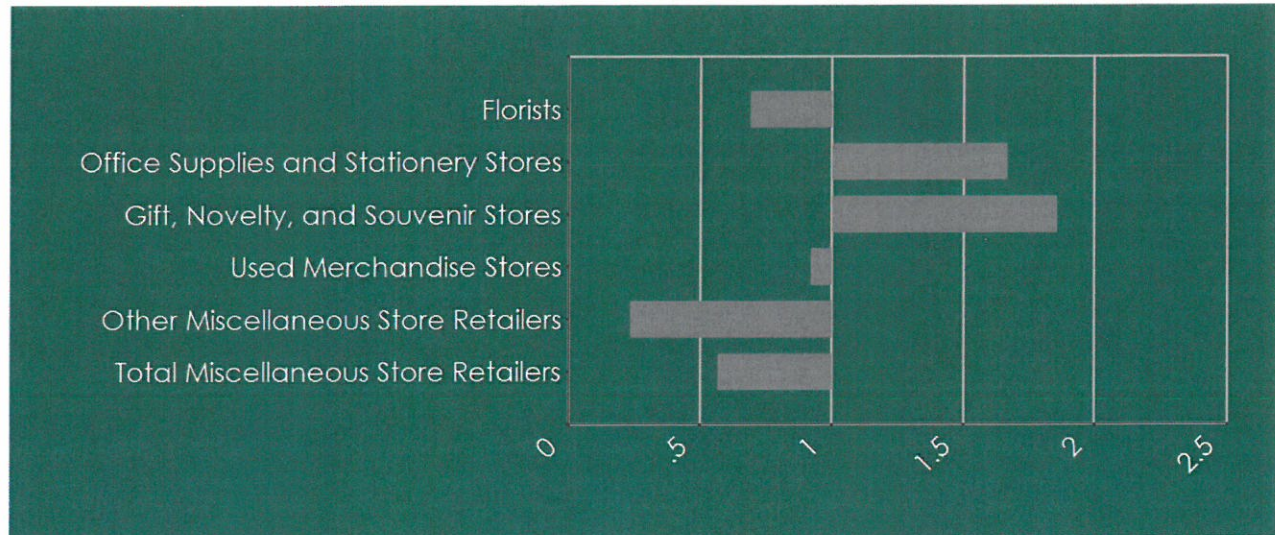 Florists
Office Supplies and Stationery Stores
Gift, Novelty, and Souvenir Stores
Used Merchandise Stores
Other Miscellaneous Store Retailers
Total Miscellaneous Store Retailers
0 .5 1 1.5 2 2.5